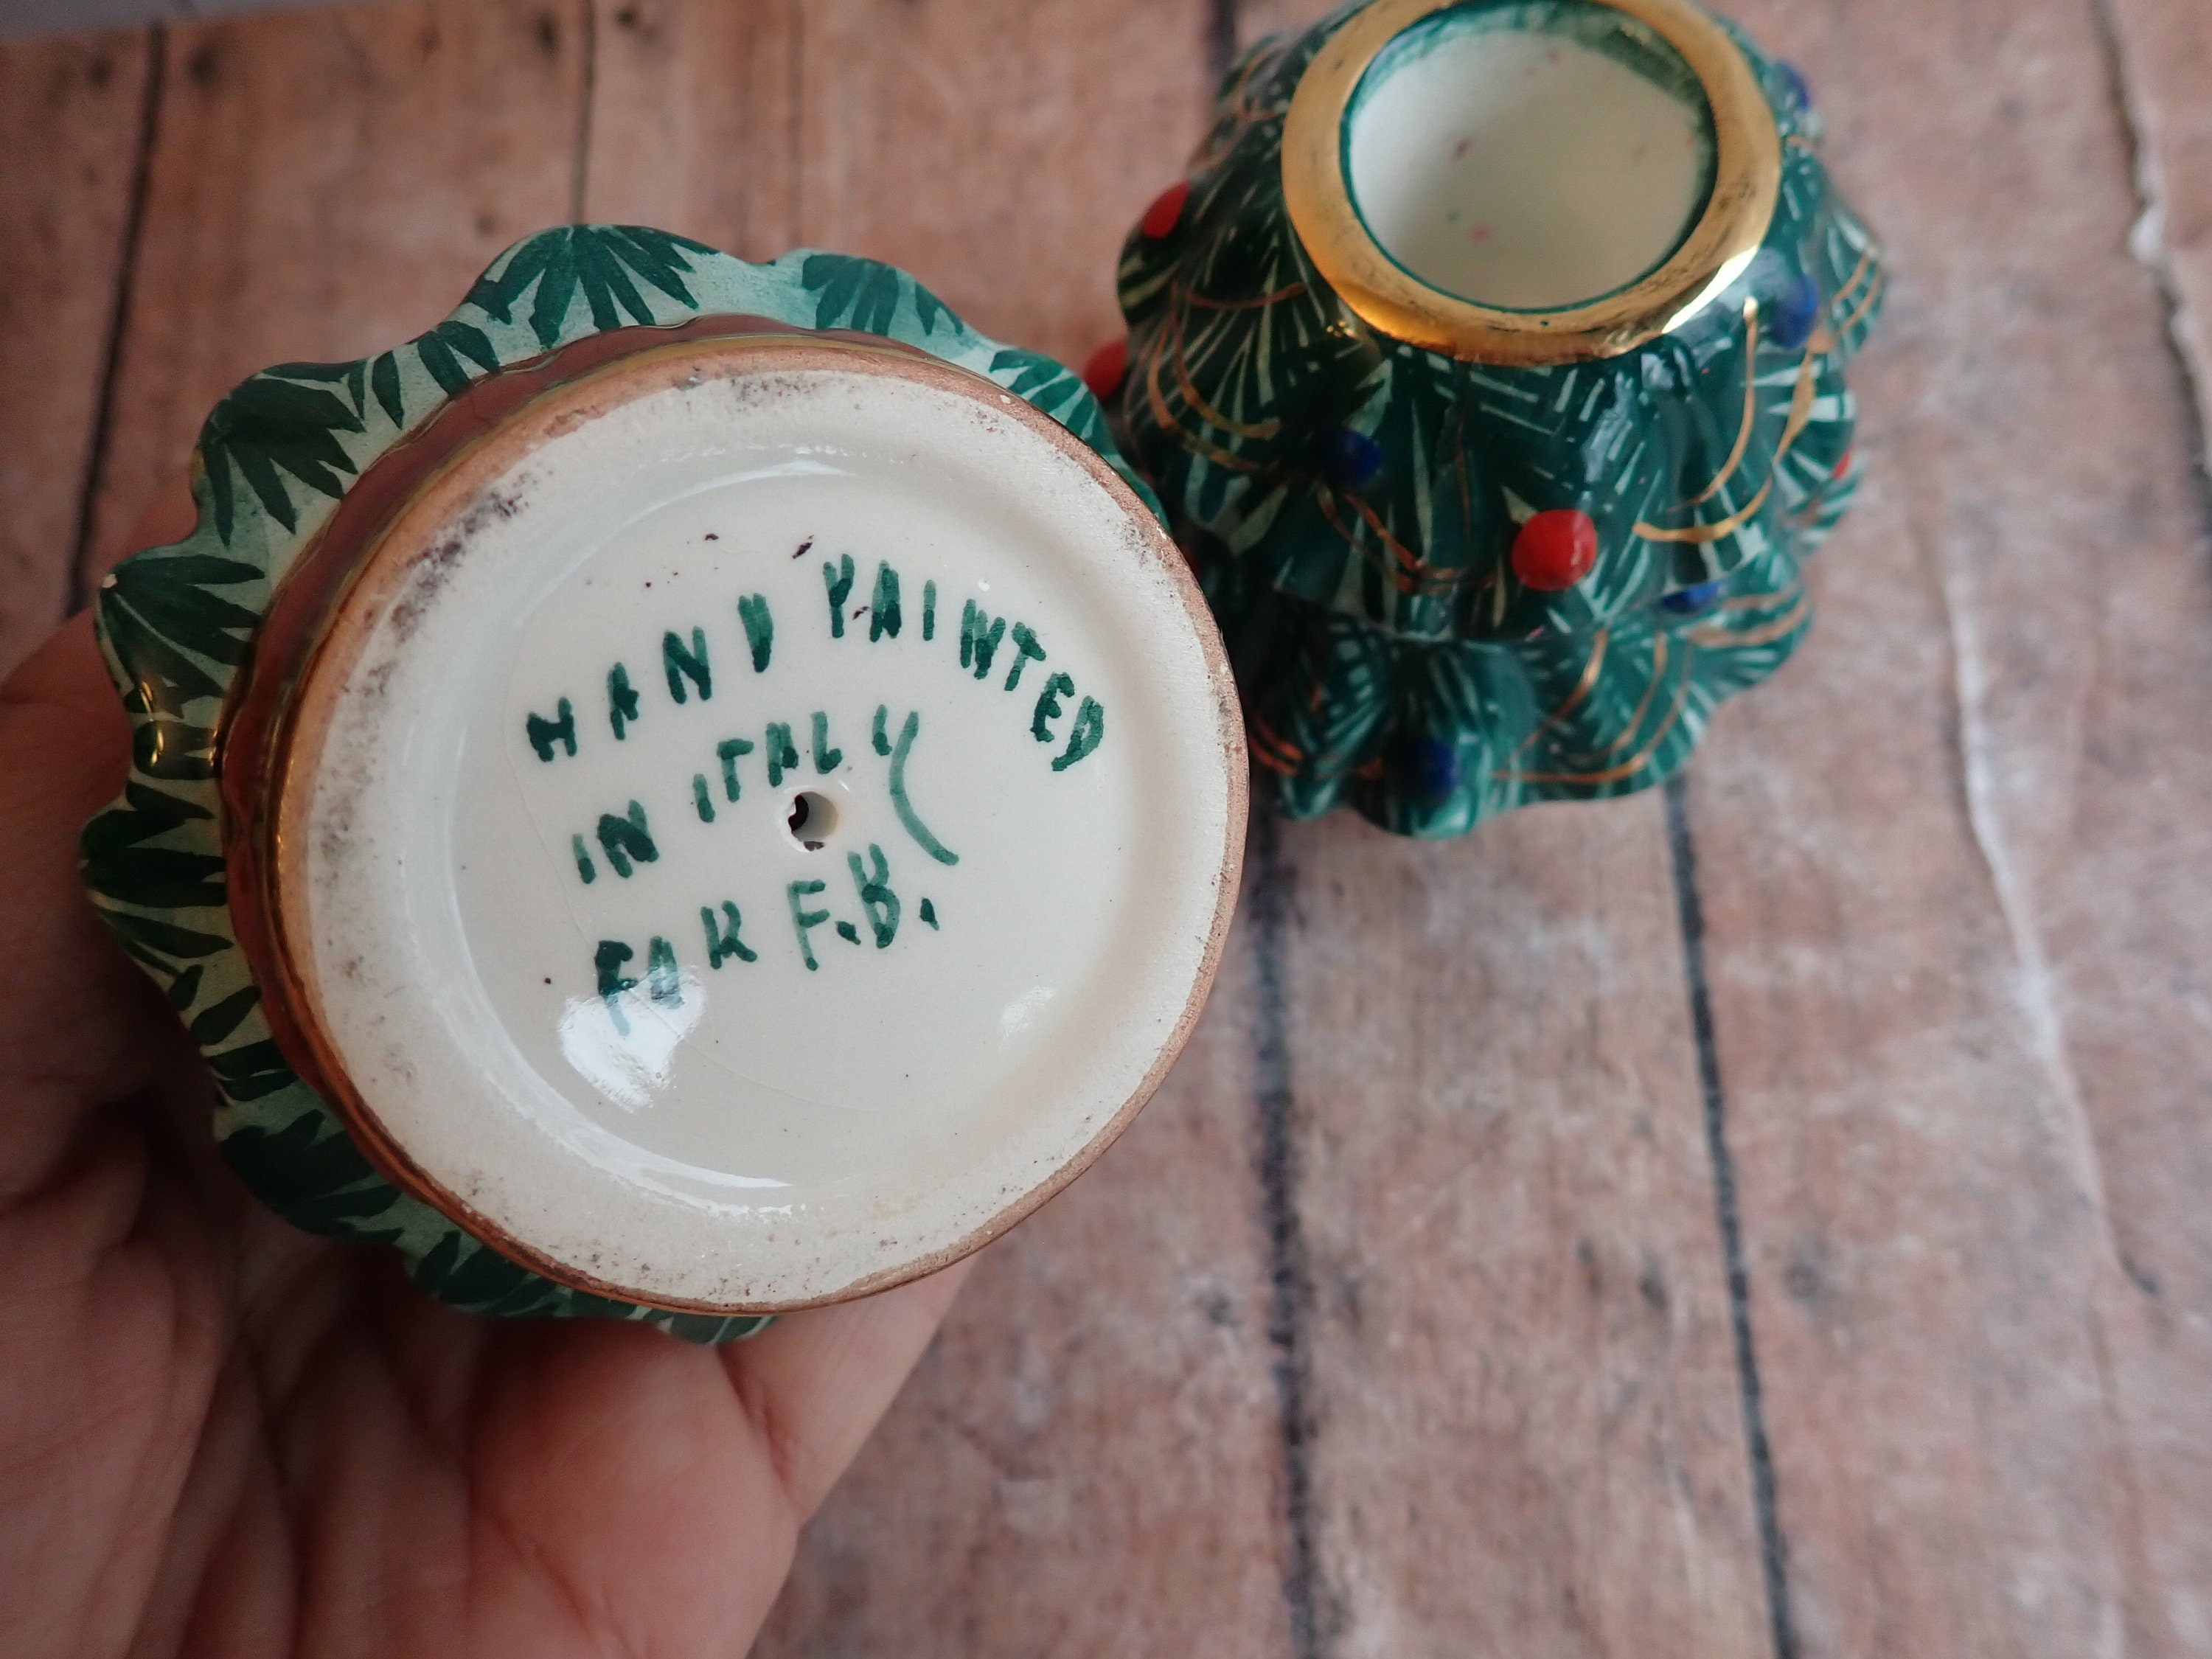 HAND PAINTED
IN ITALY
FOR F.B.